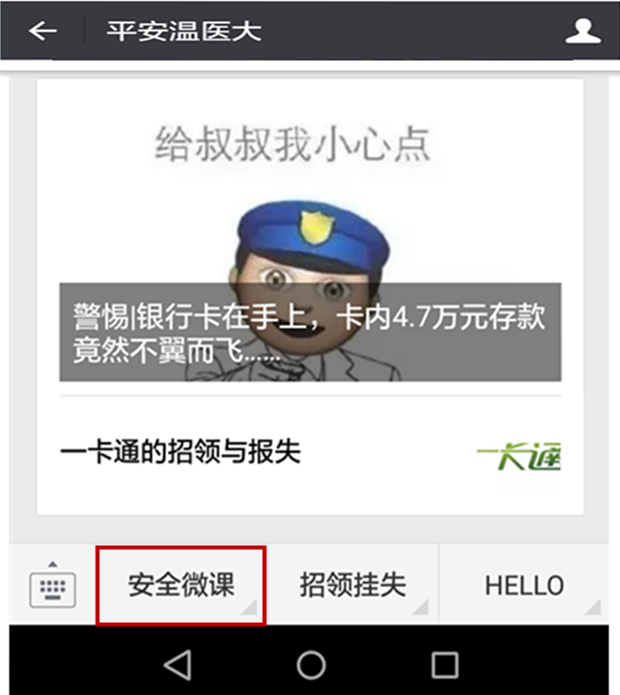 平安温医大
给叔叔我小心点
警惕|银行卡在手上，卡内4.7万元存款
竟然不翼而飞......
一卡通的招领与报失
一卡通
安全微课
招领挂失
HELLO